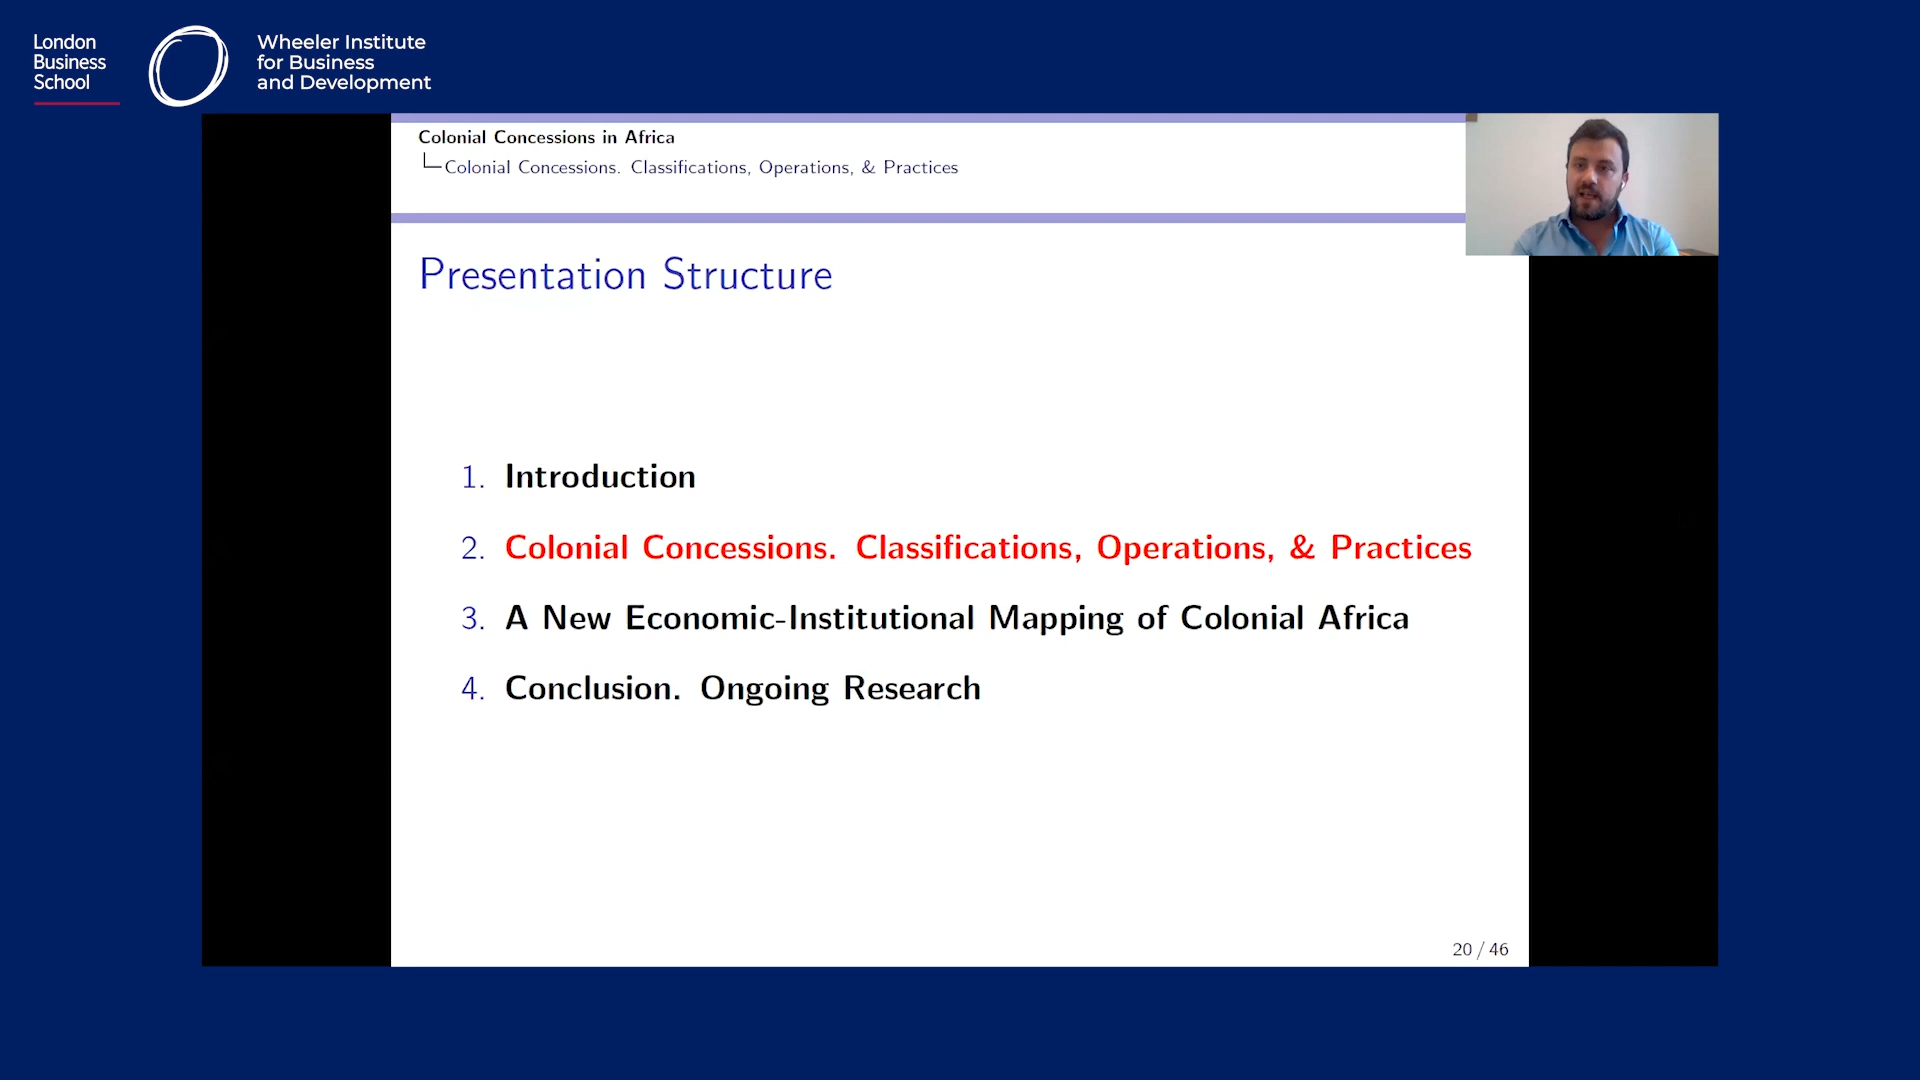 London
Business
School
Wheeler Institute
for Business
and Development
Colonial Concessions in Africa
Colonial Concessions. Classifications, Operations, & Practices
Presentation Structure
1. Introduction
2. Colonial Concessions. Classifications, Operations, & Practices
3. A New Economic-Institutional Mapping of Colonial Africa
4. Conclusion. Ongoing Research
20 / 46